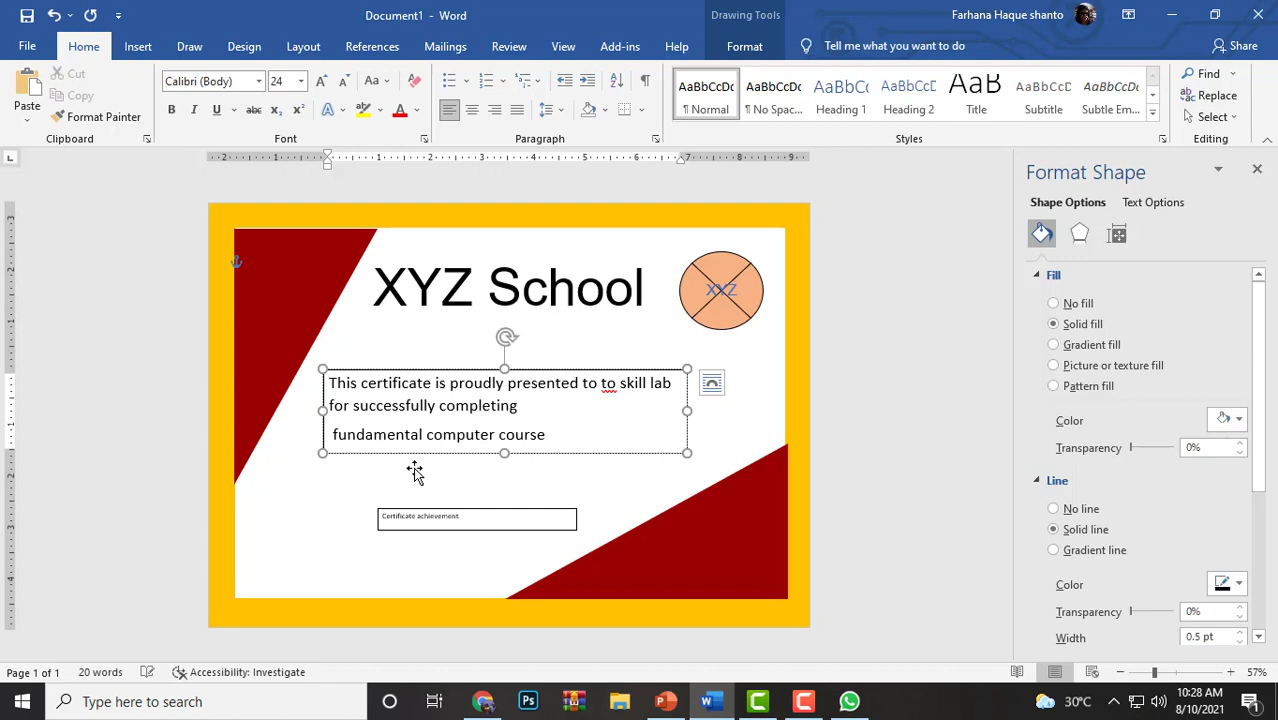 Document1 - Word
Drawing Tools
Farhana Haque shanto
File Home Insert Draw Design Layout References Mailings Review View Add-ins Help Format Tell me what you want to do Share
Paste
Cut
Copy
Format Painter
Clipboard
Calibri (Body) 24
Font
Paragraph
AaBbCcDc ¶ Normal
AaBbCcDc ¶ No Spac...
AaBbCc Heading 1
AaBbCcD Heading 2
AaB Title
AaBbCcD Subtitle
AaBbCcDc Subtle Em...
Styles
Find
Replace
Select
Editing
XYZ School
XYZ
This certificate is proudly presented to to skill lab
for successfully completing
fundamental computer course
Certificate achievement
Format Shape
Shape Options Text Options
Fill
No fill
Solid fill
Gradient fill
Picture or texture fill
Pattern fill
Color
Transparency 0%
Line
No line
Solid line
Gradient line
Color
Transparency 0%
Width 0.5 pt
Page 1 of 1 20 words Accessibility: Investigate 57%
Type here to search
30°C
10:28 AM
8/10/2021